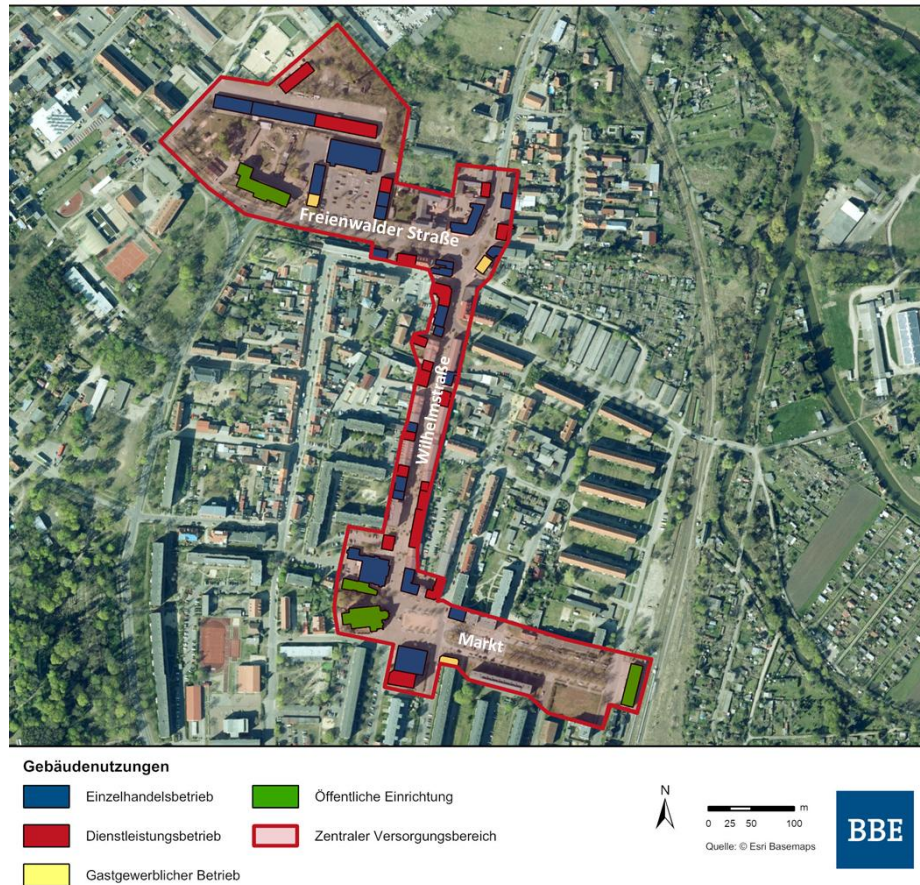 Freienwalder Straße
Wilhelmstraße
Markt
Gebäudenutzungen
Einzelhandelsbetrieb
Öffentliche Einrichtung
Dienstleistungsbetrieb
Zentraler Versorgungsbereich
Gastgewerblicher Betrieb
N
m
0 25 50 100
Quelle: © Esri Basemaps
BBE